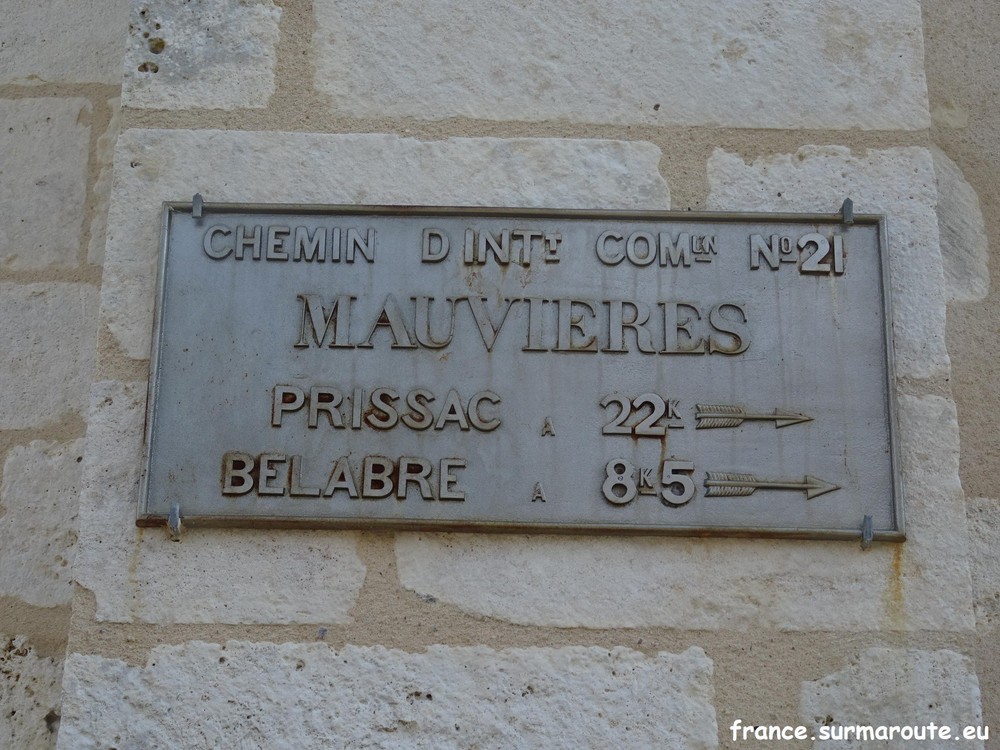 CHEMIN D'INTT COMLN NO 21
MAUVIERES
PRISSAC A 22K
BELABRE A 8K5
france.surmaroute.eu